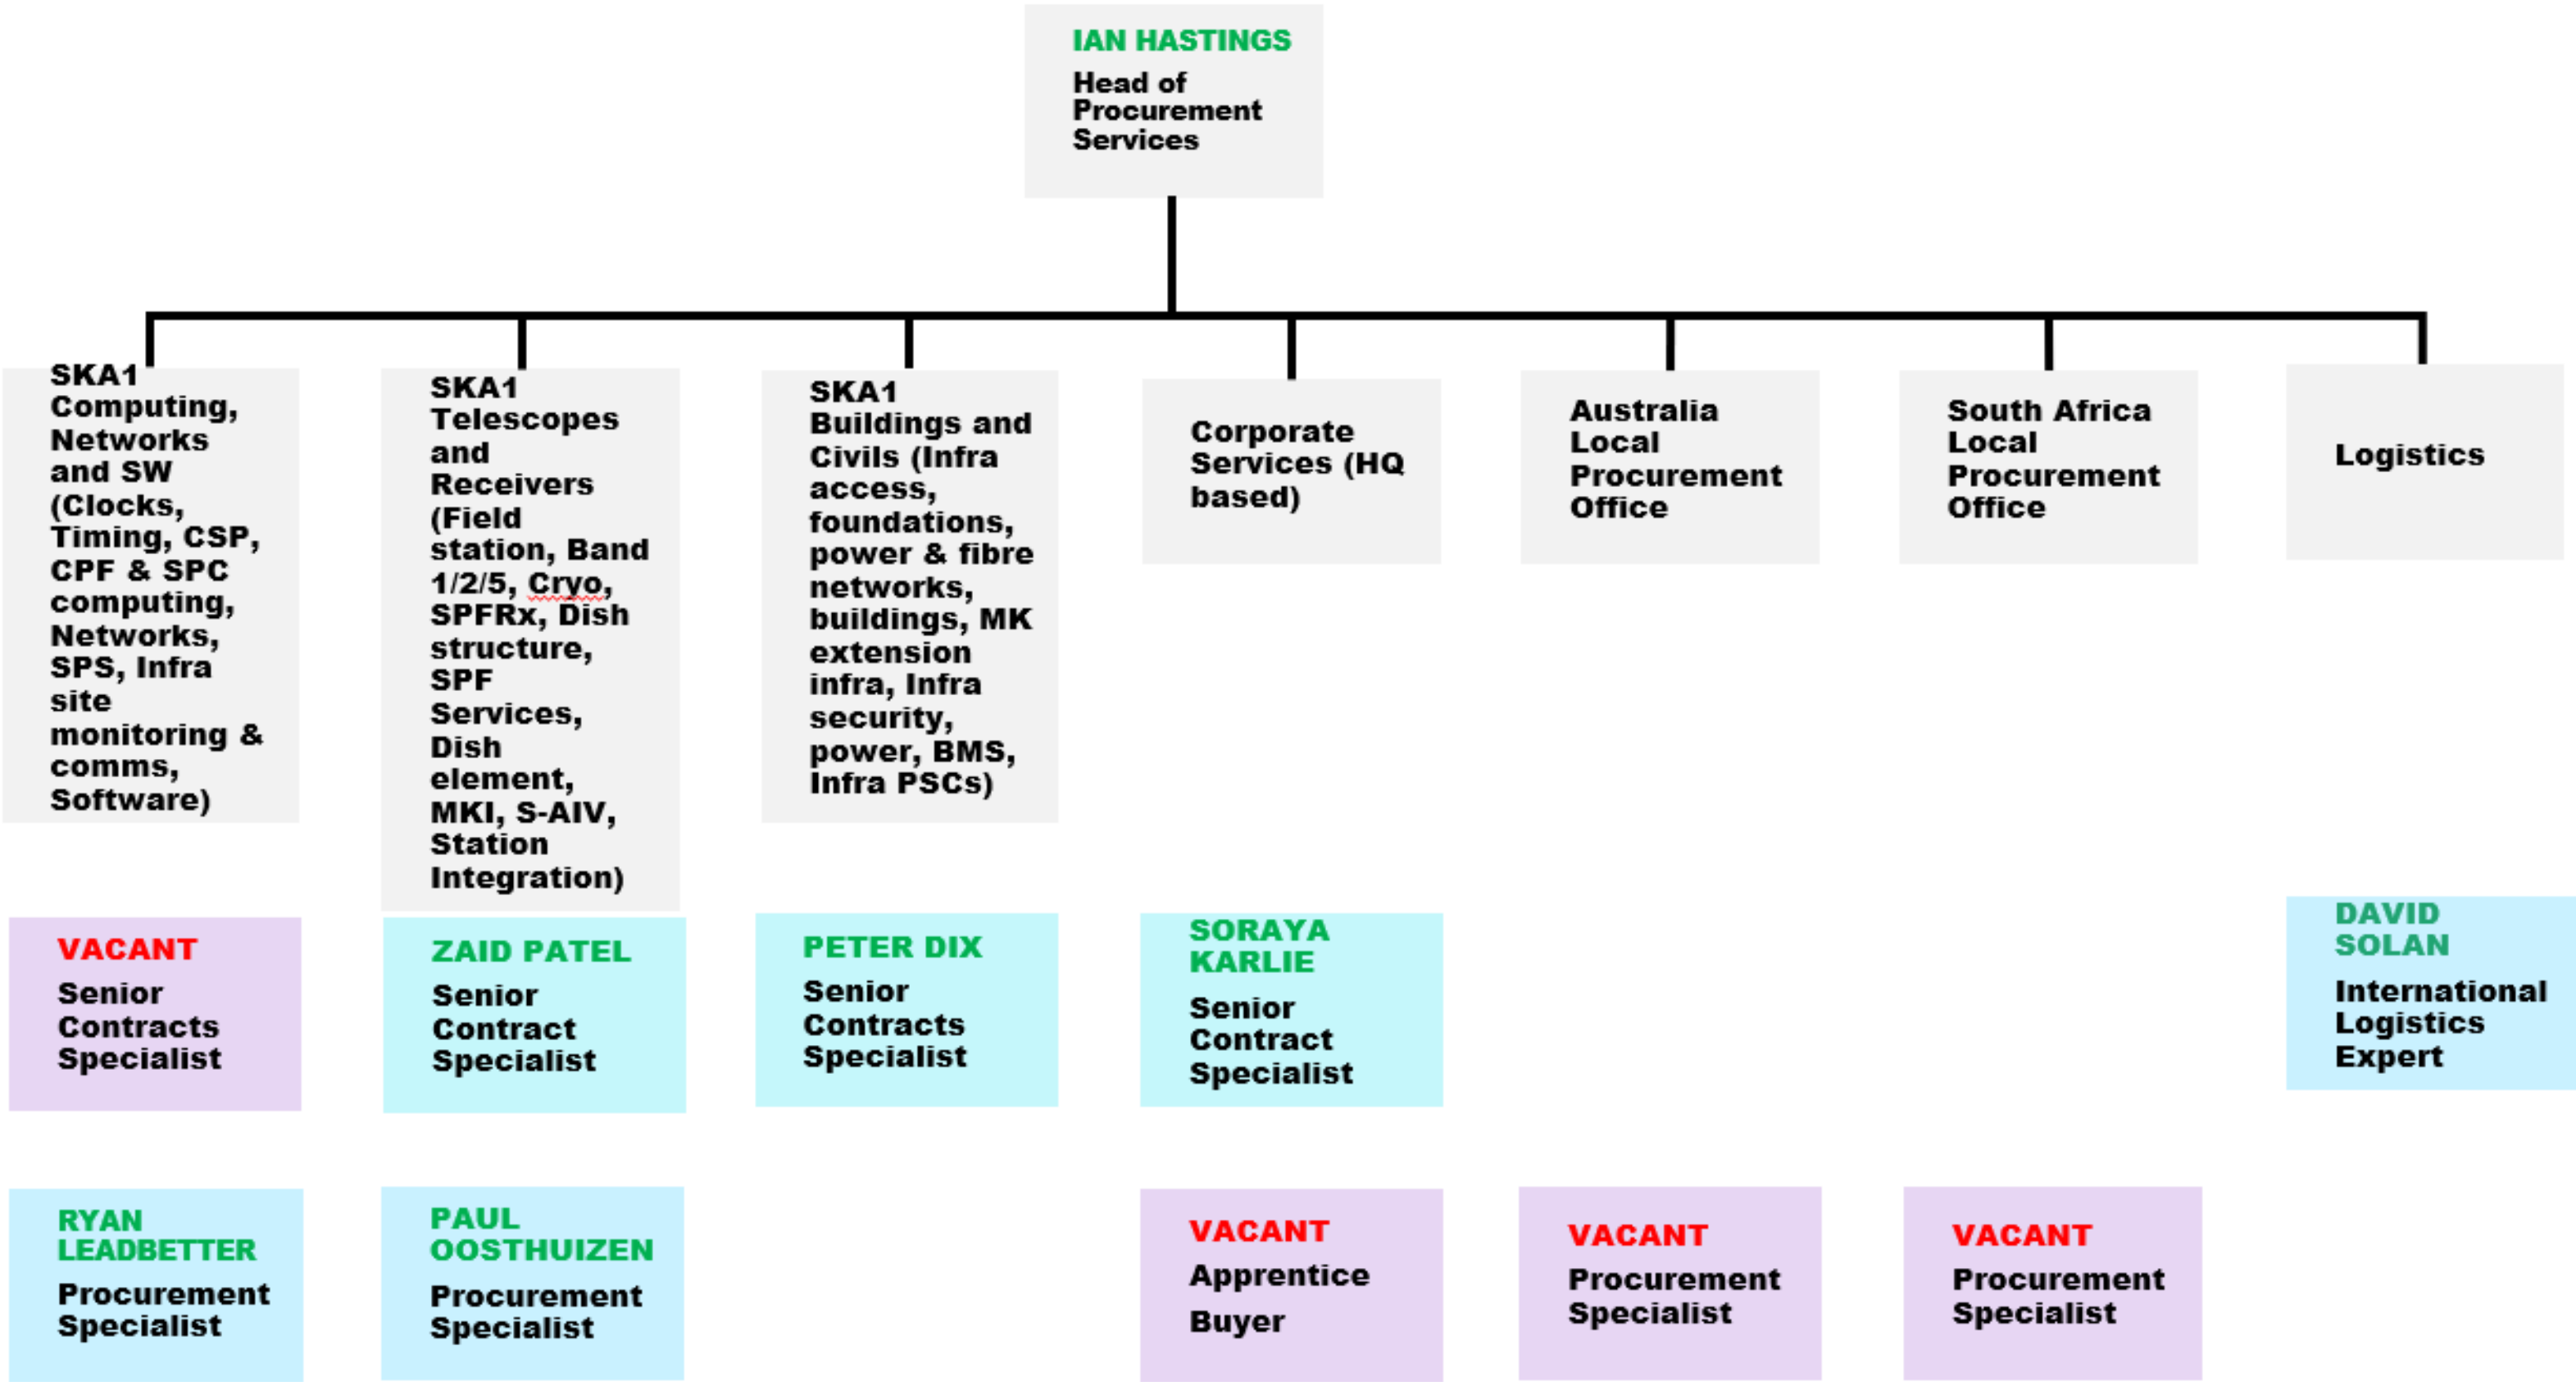 IAN HASTINGS
Head of
Procurement
Services
SKA1
Computing,
Networks
and SW
(Clocks,
Timing, CSP,
CPF & SPC
computing,
Networks,
SPS, Infra
site
monitoring &
comms,
Software)
SKA1
Telescopes
and
Receivers
(Field
station, Band
1/2/5, Cryo,
SPFRx, Dish
structure,
SPF
Services,
Dish
element,
MKI, S-AIV,
Station
Integration)
SKA1
Buildings and
Civils (Infra
access,
foundations,
power & fibre
networks,
buildings, MK
extension
infra, Infra
security,
power, BMS,
Infra PSCs)
Corporate
Services (HQ
based)
Australia
Local
Procurement
Office
South Africa
Local
Procurement
Office
Logistics
VACANT
Senior
Contracts
Specialist
ZAID PATEL
Senior
Contract
Specialist
PETER DIX
Senior
Contracts
Specialist
SORAYA
KARLIE
Senior
Contract
Specialist
DAVID
SOLAN
International
Logistics
Expert
RYAN
LEADBETTER
Procurement
Specialist
PAUL
OOSTHUIZEN
Procurement
Specialist
VACANT
Apprentice
Buyer
VACANT
Procurement
Specialist
VACANT
Procurement
Specialist